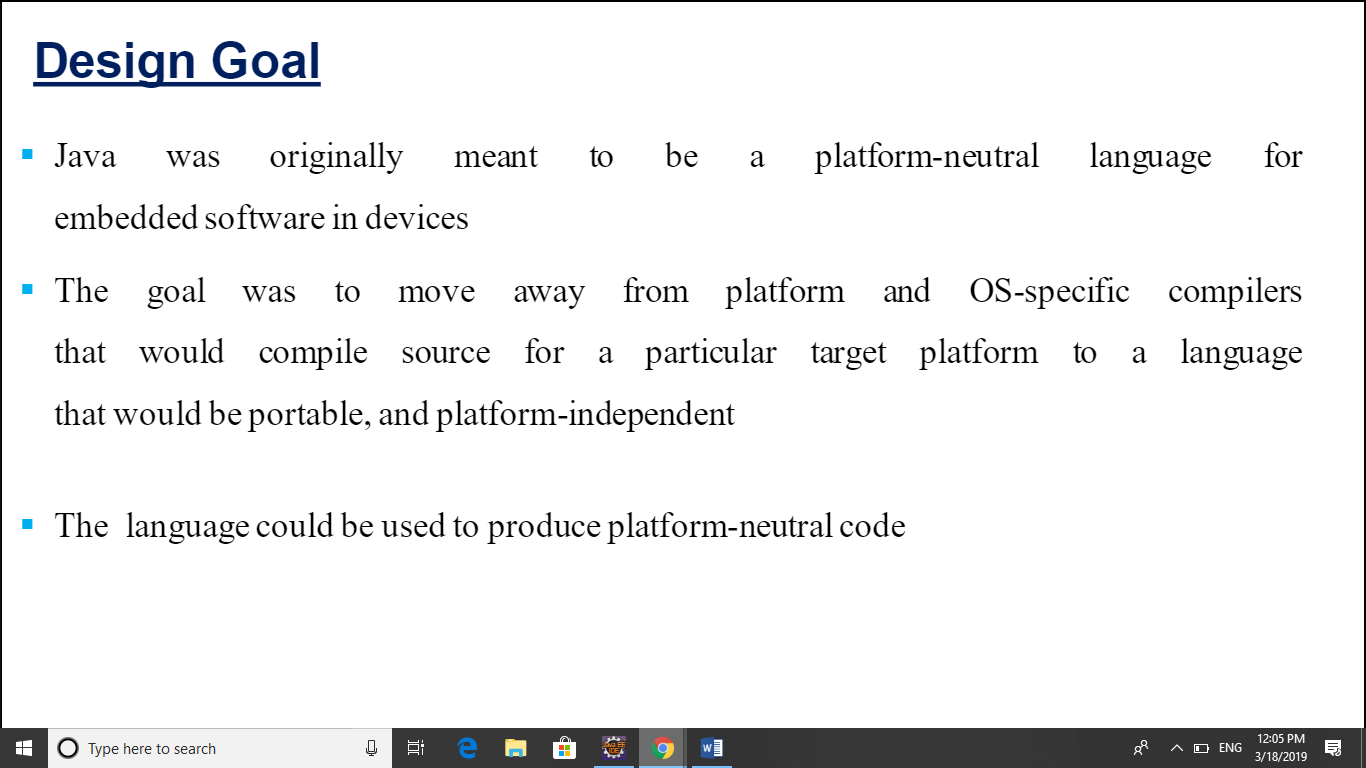 Design Goal
Java was originally meant to be a platform-neutral language for
embedded software in devices
The goal was to move away from platform and OS-specific compilers
that would compile source for a particular target platform to a language
that would be portable, and platform-independent
The language could be used to produce platform-neutral code
Type here to search
ENG
12:05 PM
3/18/2019